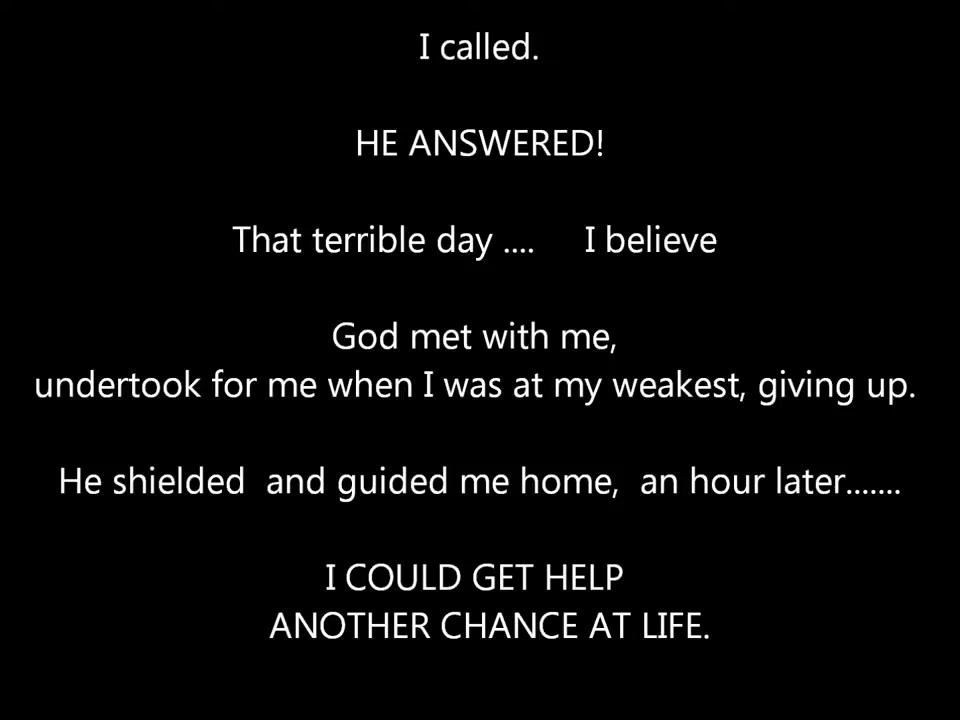 I called.
HE ANSWERED!
That terrible day .... I believe
God met with me,
undertook for me when I was at my weakest, giving up.
He shielded and guided me home, an hour later.......
I COULD GET HELP
ANOTHER CHANCE AT LIFE.